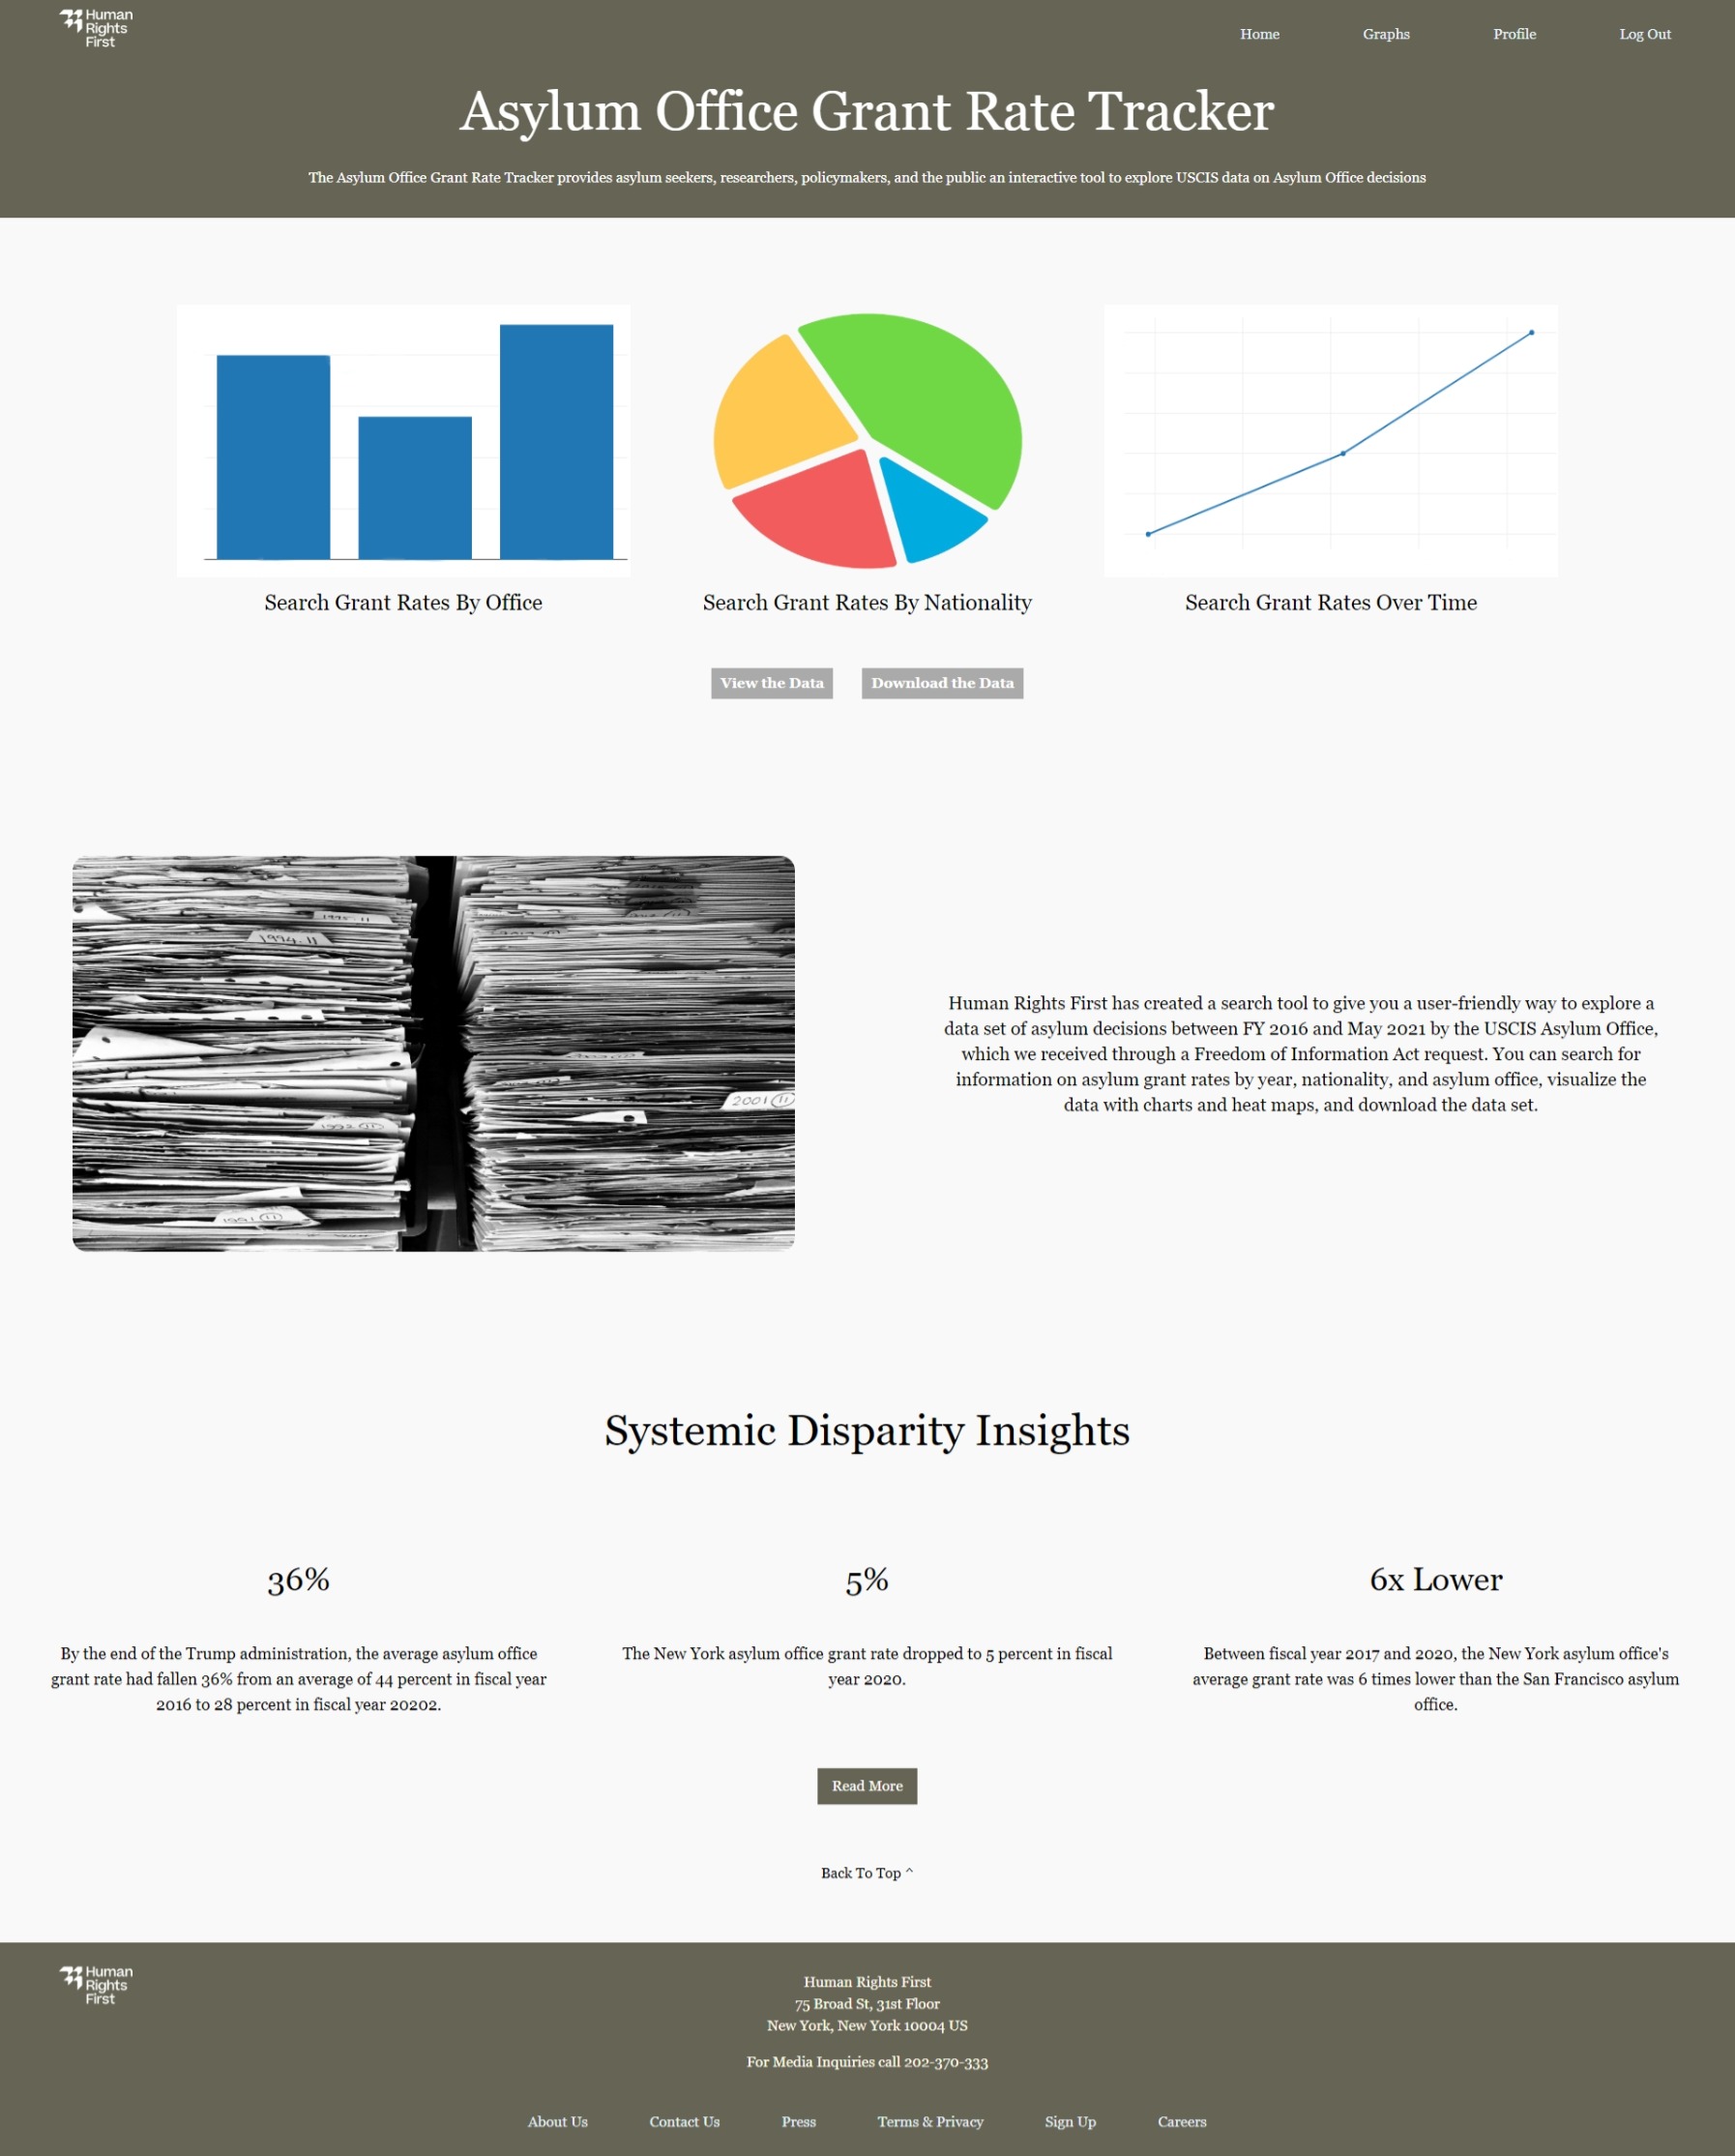 Human
Rights
First
Home
Graphs
Profile
Log Out
Asylum Office Grant Rate Tracker
The Asylum Office Grant Rate Tracker provides asylum seekers, researchers, policymakers, and the public an interactive tool to explore USCIS data on Asylum Office decisions
Search Grant Rates By Office
Search Grant Rates By Nationality
Search Grant Rates Over Time
View the Data
Download the Data
1994-11
2001 (11)
1992 (11)
1991 (11)
Human Rights First has created a search tool to give you a user-friendly way to explore a
data set of asylum decisions between FY 2016 and May 2021 by the USCIS Asylum Office,
which we received through a Freedom of Information Act request. You can search for
information on asylum grant rates by year, nationality, and asylum office, visualize the
data with charts and heat maps, and download the data set.
Systemic Disparity Insights
36%
By the end of the Trump administration, the average asylum office
grant rate had fallen 36% from an average of 44 percent in fiscal year
2016 to 28 percent in fiscal year 20202.
5%
The New York asylum office grant rate dropped to 5 percent in fiscal
year 2020.
6x Lower
Between fiscal year 2017 and 2020, the New York asylum office's
average grant rate was 6 times lower than the San Francisco asylum
office.
Read More
Back To Top ^
Human
Rights
First
Human Rights First
75 Broad St, 31st Floor
New York, New York 10004 US
For Media Inquiries call 202-370-333
About Us
Contact Us
Press
Terms & Privacy
Sign Up
Careers